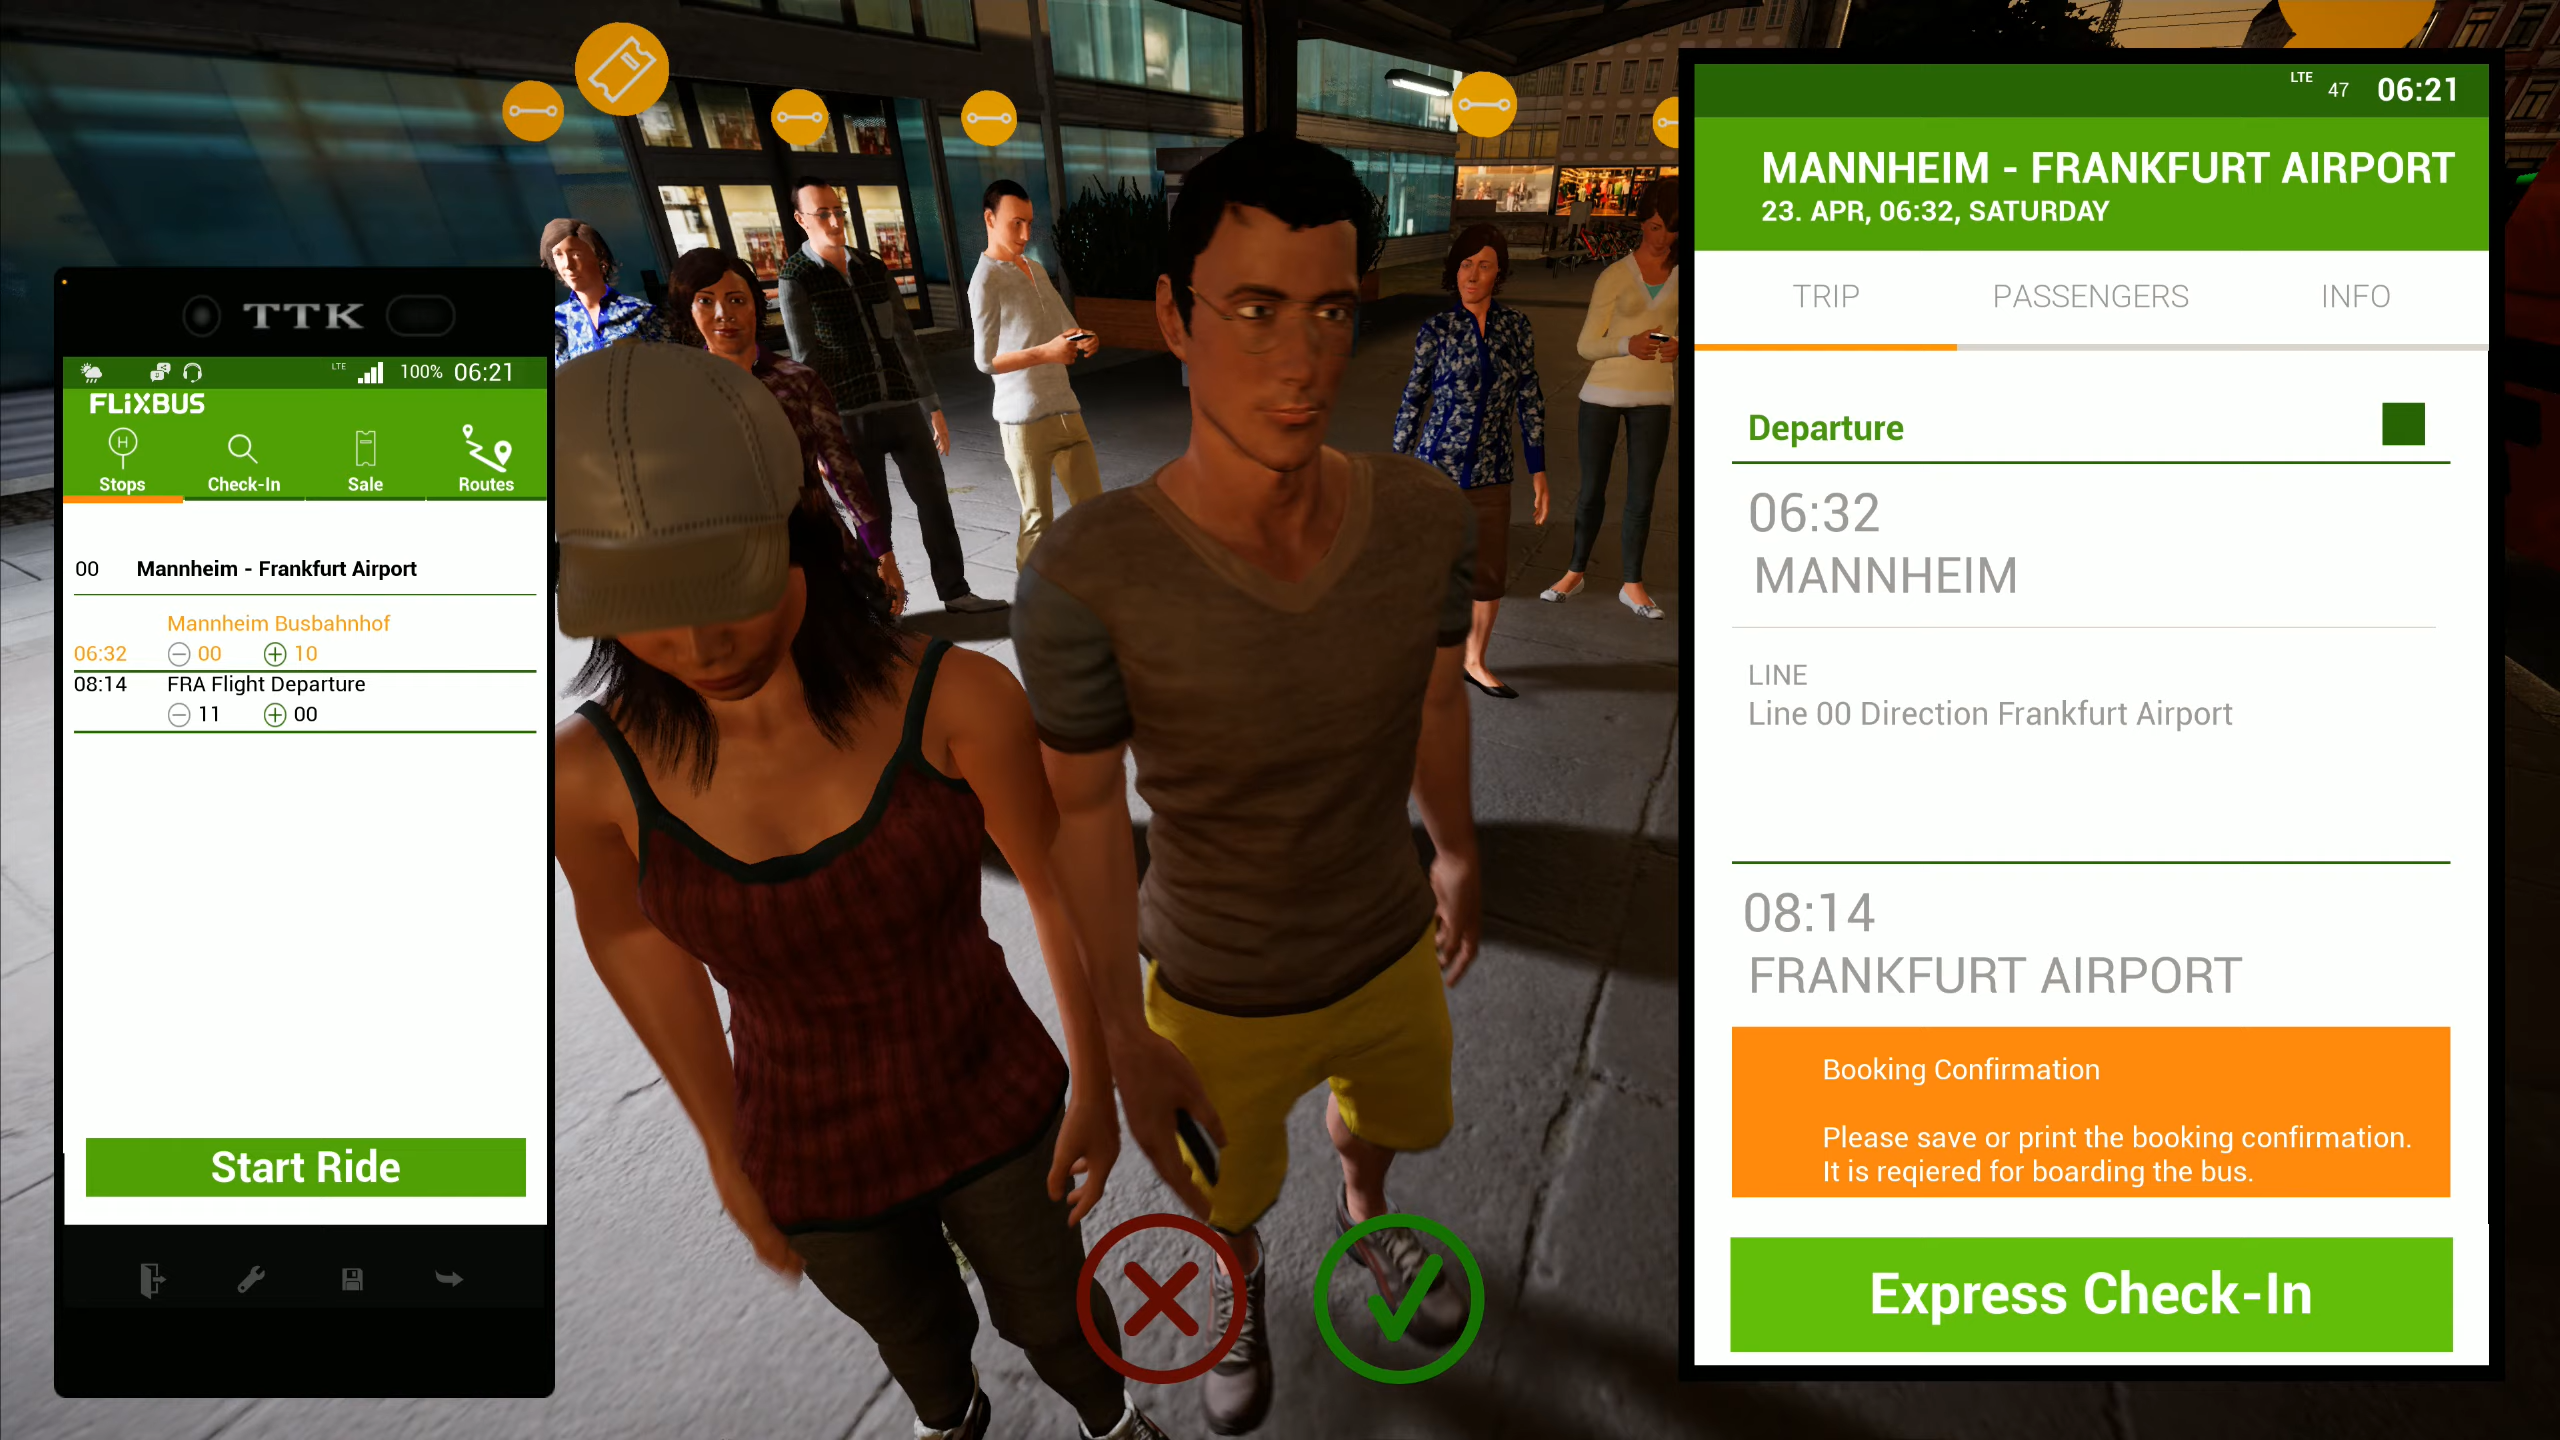 TTK
LTE 100% 06:21
FLiXBUS
H
Stops Check-In Sale Routes
00 Mannheim - Frankfurt Airport
Mannheim Busbahnhof
06:32 00 10
08:14 FRA Flight Departure
11 00
Start Ride
LTE 47 06:21
MANNHEIM - FRANKFURT AIRPORT
23. APR, 06:32, SATURDAY
TRIP PASSENGERS INFO
Departure
06:32
MANNHEIM
LINE
Line 00 Direction Frankfurt Airport
08:14
FRANKFURT AIRPORT
Booking Confirmation
Please save or print the booking confirmation.
It is reqiered for boarding the bus.
Express Check-In